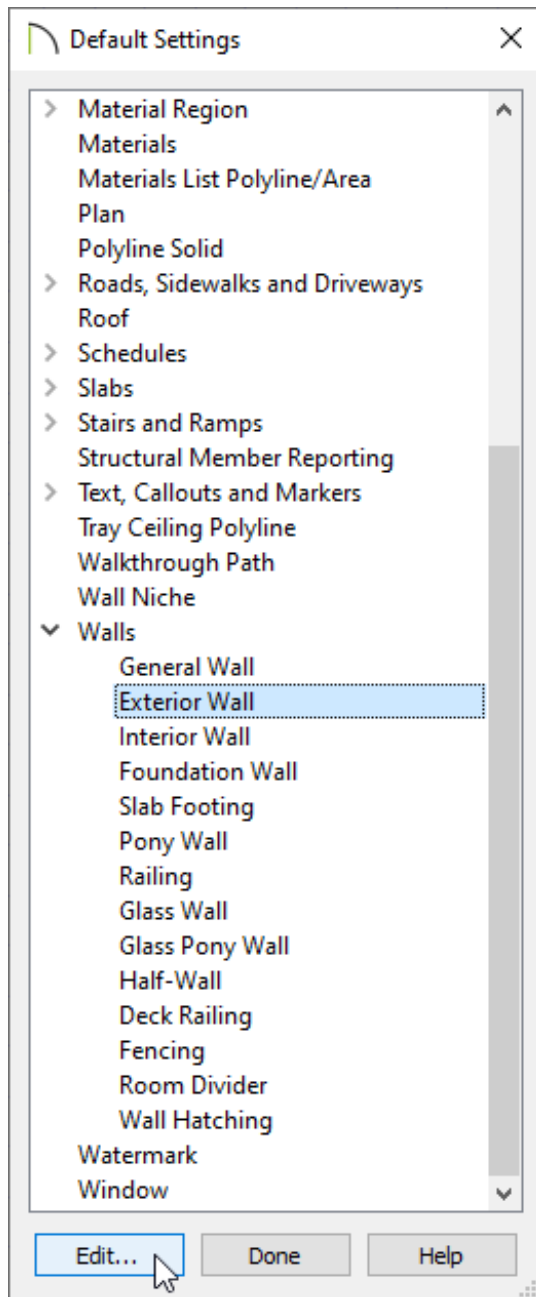 Default Settings
Material Region
Materials
Materials List Polyline/Area
Plan
Polyline Solid
Roads, Sidewalks and Driveways
Roof
Schedules
Slabs
Stairs and Ramps
Structural Member Reporting
Text, Callouts and Markers
Tray Ceiling Polyline
Walkthrough Path
Wall Niche
Walls
General Wall
Exterior Wall
Interior Wall
Foundation Wall
Slab Footing
Pony Wall
Railing
Glass Wall
Glass Pony Wall
Half-Wall
Deck Railing
Fencing
Room Divider
Wall Hatching
Watermark
Window
Edit... Done Help